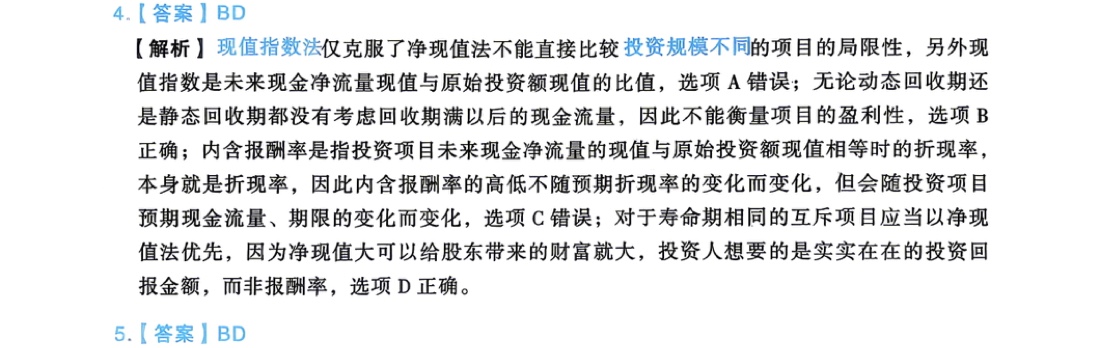 4.【答案】BD
【解析】现值指数法仅克服了净现值法不能直接比较投资规模不同的项目的局限性，另外现
值指数是未来现金净流量现值与原始投资额现值的比值，选项 A 错误；无论动态回收期还
是静态回收期都没有考虑回收期满以后的现金流量，因此不能衡量项目的盈利性，选项 B
正确；内含报酬率是指投资项目未来现金净流量的现值与原始投资额现值相等时的折现率，
本身就是折现率，因此内含报酬率的高低不随预期折现率的变化而变化，但会随投资项目
预期现金流量、期限的变化而变化，选项 C 错误；对于寿命期相同的互斥项目应当以净现
值法优先，因为净现值大可以给股东带来的财富就大，投资人想要的是实实在在的投资回
报金额，而非报酬率，选项 D 正确。
5.【答案】BD